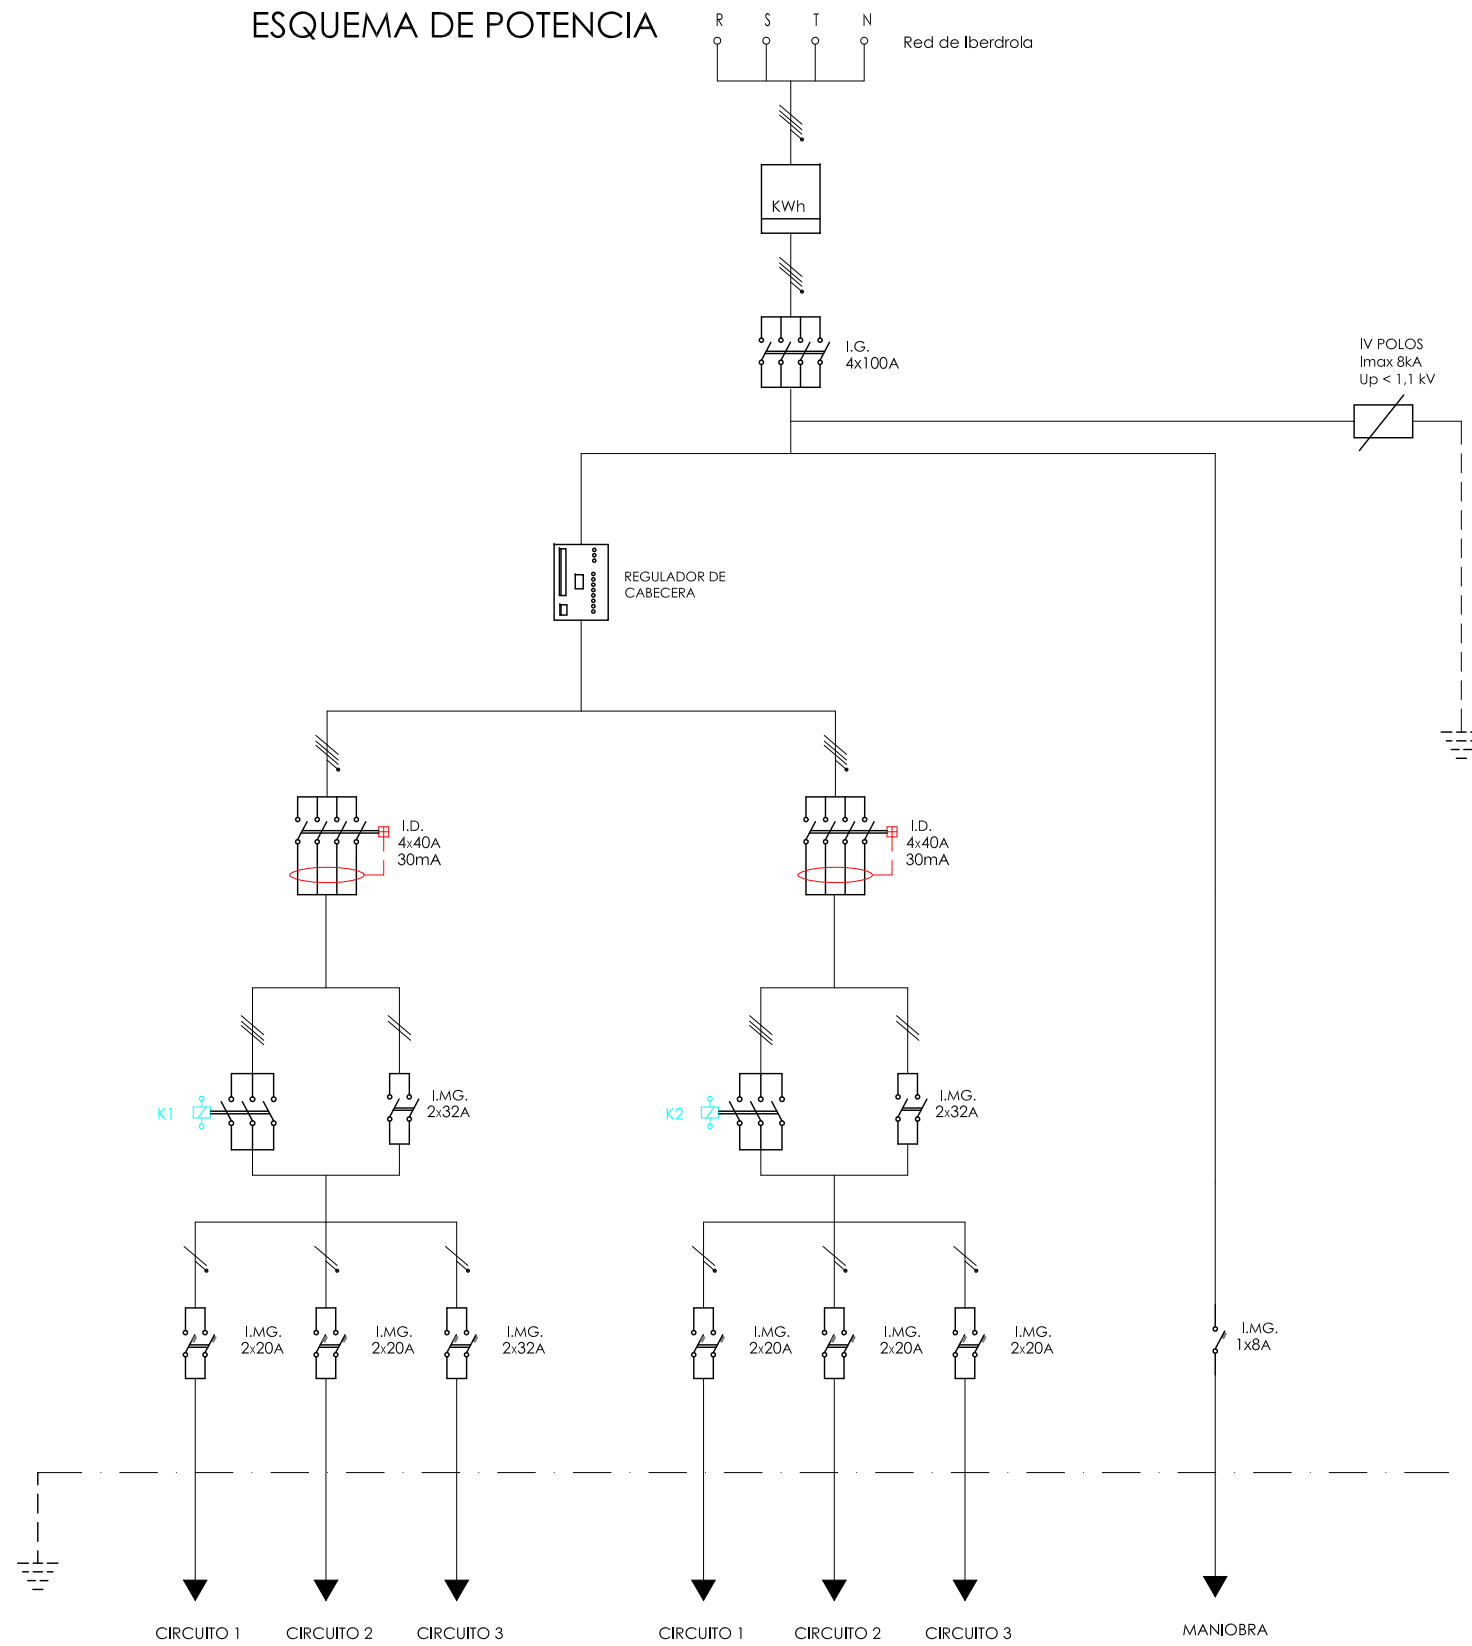 ESQUEMA DE POTENCIA
R S T N
Red de Iberdrola
KWh
I.G.
4x100A
IV POLOS
Imax 8kA
Up < 1,1 kV
REGULADOR DE
CABECERA
I.D.
4x40A
30mA
I.D.
4x40A
30mA
K1
I.MG.
2x32A
K2
I.MG.
2x32A
I.MG.
2x20A
I.MG.
2x20A
I.MG.
2x32A
I.MG.
2x20A
I.MG.
2x20A
I.MG.
2x20A
I.MG.
1x8A
CIRCUITO 1
CIRCUITO 2
CIRCUITO 3
CIRCUITO 1
CIRCUITO 2
CIRCUITO 3
MANIOBRA